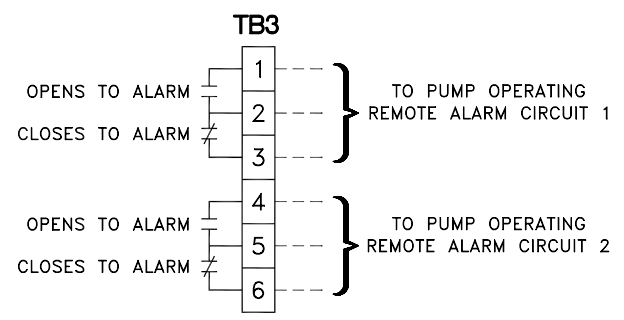 TB3
1
OPENS TO ALARM
2
CLOSES TO ALARM
3
TO PUMP OPERATING
REMOTE ALARM CIRCUIT 1
4
OPENS TO ALARM
5
CLOSES TO ALARM
6
TO PUMP OPERATING
REMOTE ALARM CIRCUIT 2